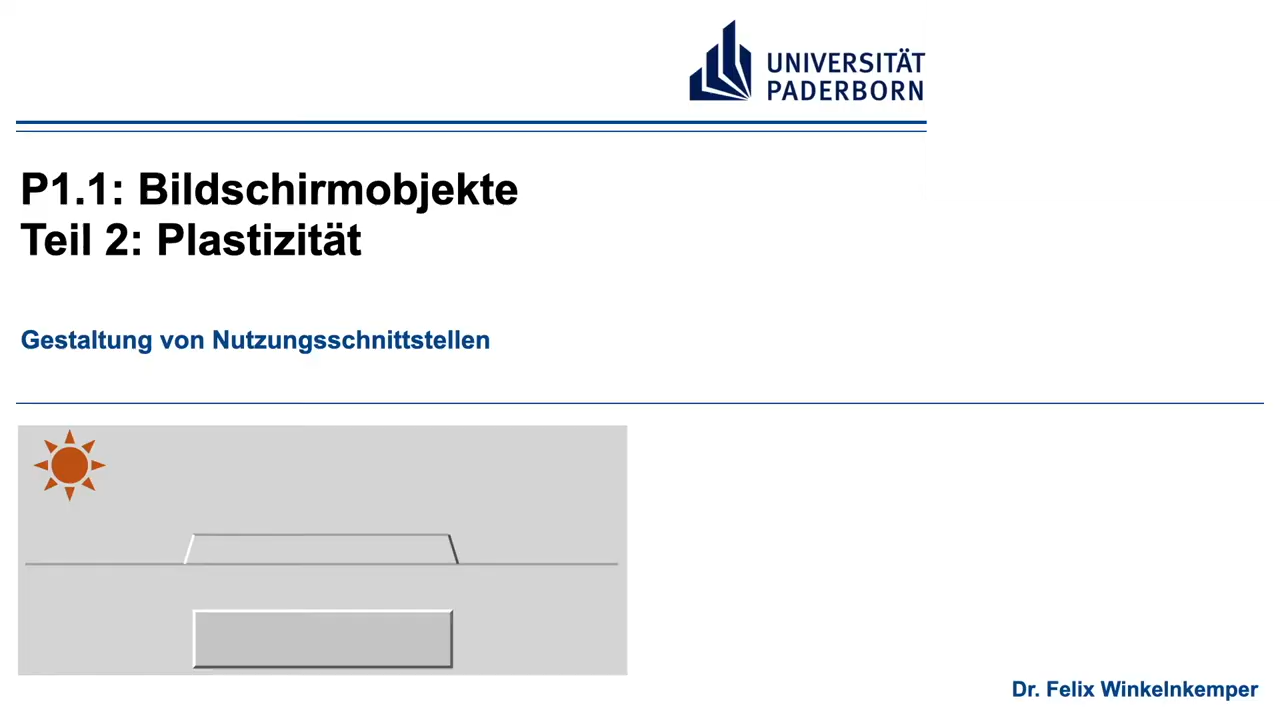 UNIVERSITÄT
PADERBORN
P1.1: Bildschirmobjekte
Teil 2: Plastizität
Gestaltung von Nutzungsschnittstellen
Dr. Felix Winkelnkemper